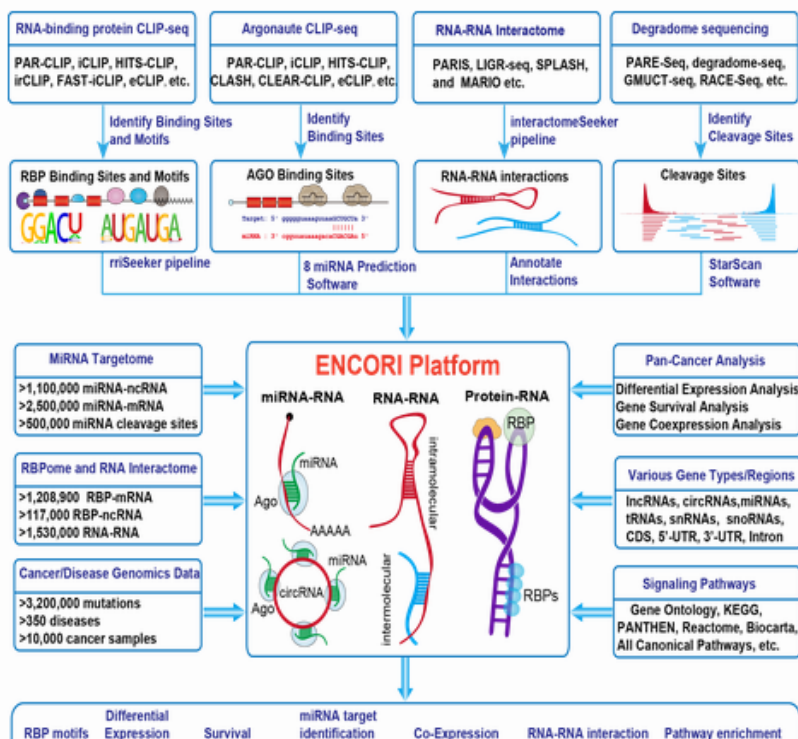 RNA-binding protein CLIP-seq
PAR-CLIP, iCLIP, HITS-CLIP,
irCLIP, FAST-iCLIP, eCLIP, etc.
Argonaute CLIP-seq
PAR-CLIP, iCLIP, HITS-CLIP,
CLASH, CLEAR-CLIP, eCLIP, etc.
RNA-RNA Interactome
PARIS, LIGR-seq, SPLASH,
and MARIO etc.
Degradome sequencing
PARE-Seq, degradome-seq,
GMUCT-seq, RACE-Seq, etc.
Identify Binding Sites
and Motifs
Identify
Binding Sites
interactomeSeeker
pipeline
Identify
Cleavage Sites
RBP Binding Sites and Motifs
GGACU AUGAUGA
AGO Binding Sites
Target: 5'
3'
miRNA : 3'
5'
RNA-RNA interactions
Cleavage Sites
rriSeeker pipeline
8 miRNA Prediction
Software
Annotate
Interactions
StarScan
Software
MiRNA Targetome
>1,100,000 miRNA-ncRNA
>2,500,000 miRNA-mRNA
>500,000 miRNA cleavage sites
RBPome and RNA Interactome
>1,208,900 RBP-mRNA
>117,000 RBP-ncRNA
>1,530,000 RNA-RNA
Cancer/Disease Genomics Data
>3,200,000 mutations
>350 diseases
>10,000 cancer samples
ENCORI Platform
miRNA-RNA
RNA-RNA
Protein-RNA
miRNA
Ago
AAAAA
miRNA
circRNA
Ago
intramolecular
intermolecular
RBP
RBPs
Pan-Cancer Analysis
Differential Expression Analysis
Gene Survival Analysis
Gene Coexpression Analysis
Various Gene Types/Regions
lncRNAs, circRNAs,miRNAs,
tRNAs, snRNAs, snoRNAs,
CDS, 5'-UTR, 3'-UTR, Intron
Signaling Pathways
Gene Ontology, KEGG,
PANTHEN, Reactome, Biocarta,
All Canonical Pathways, etc.
RBP motifs
Differential
Expression
Survival
miRNA target
identification
Co-Expression
RNA-RNA interaction
Pathway enrichment